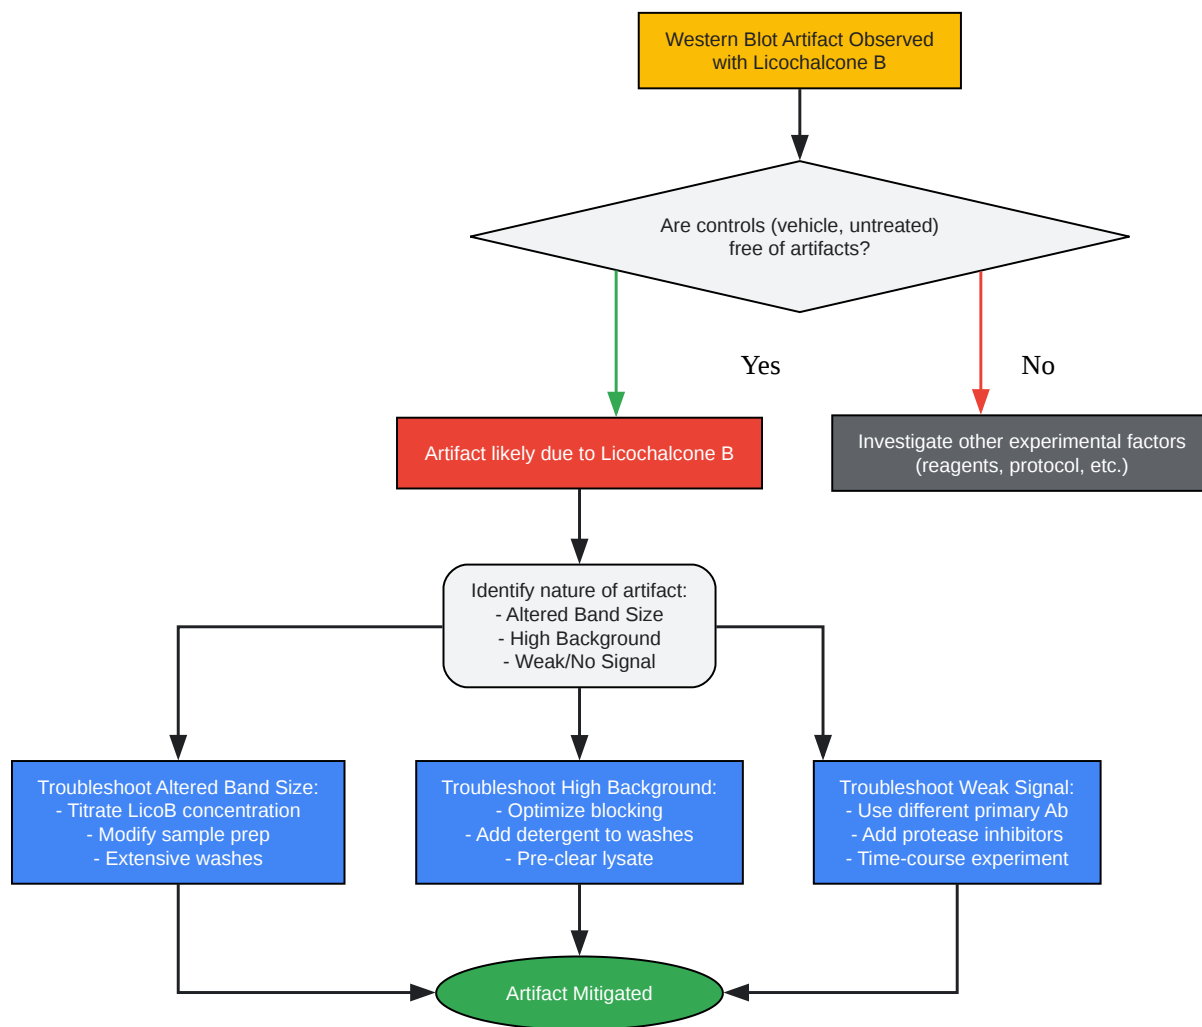 Western Blot Artifact Observed
with Licochalcone B
Are controls (vehicle, untreated)
free of artifacts?
Yes
No
Artifact likely due to Licochalcone B
Investigate other experimental factors
(reagents, protocol, etc.)
Identify nature of artifact:
- Altered Band Size
- High Background
- Weak/No Signal
Troubleshoot Altered Band Size:
- Titrate LicoB concentration
- Modify sample prep
- Extensive washes
Troubleshoot High Background:
- Optimize blocking
- Add detergent to washes
- Pre-clear lysate
Troubleshoot Weak Signal:
- Use different primary Ab
- Add protease inhibitors
- Time-course experiment
Artifact Mitigated